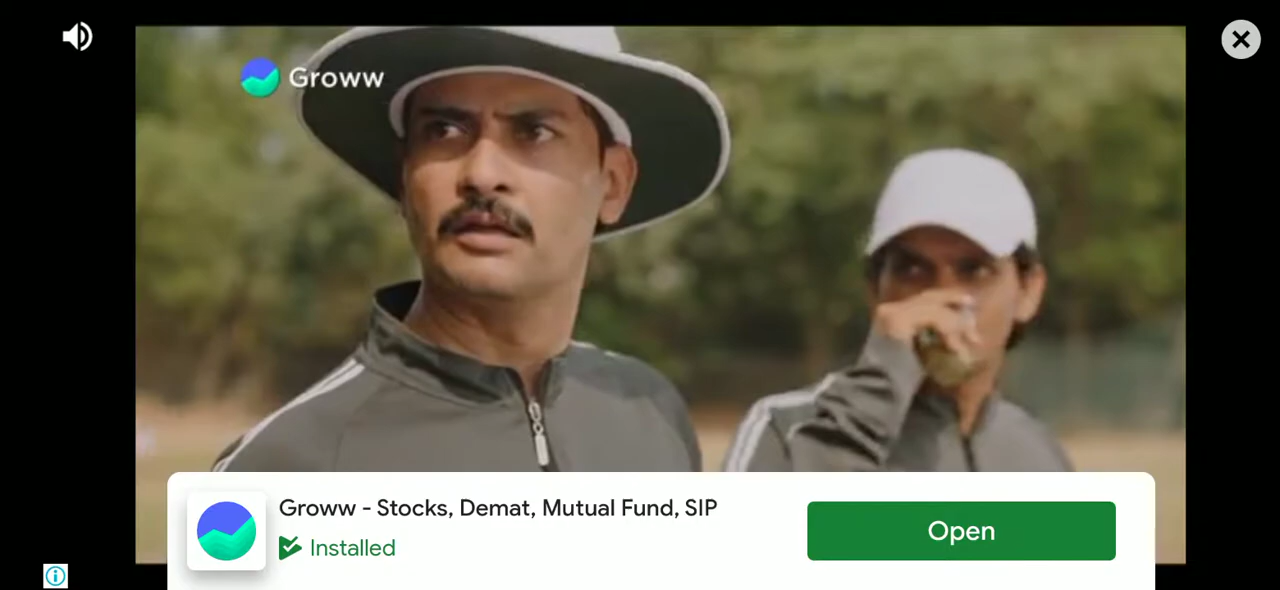 Groww
Groww - Stocks, Demat, Mutual Fund, SIP
Installed
Open